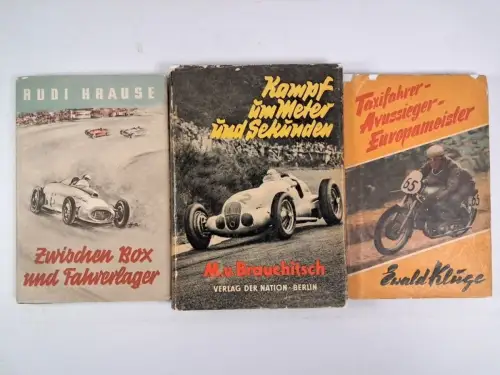 RUDI KRAUSE
Zwischen Box
und Fahrerlager
Kampf
um Meter
und Sekunden
M.v. Brauchitsch
VERLAG DER NATION · BERLIN
Taxifahrer-
Avussieger-
Europameister
65
Ewald Kluge